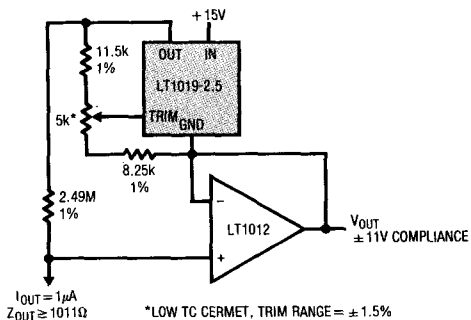 +15V
11.5k
1%
OUT
IN
LT1019-2.5
5k*
TRIM
GND
8.25k
1%
2.49M
1%
−
LT1012
+
VOUT
±11V COMPLIANCE
IOUT = 1μA
ZOUT ≥ 1011Ω
*LOW TC CERMET, TRIM RANGE = ±1.5%